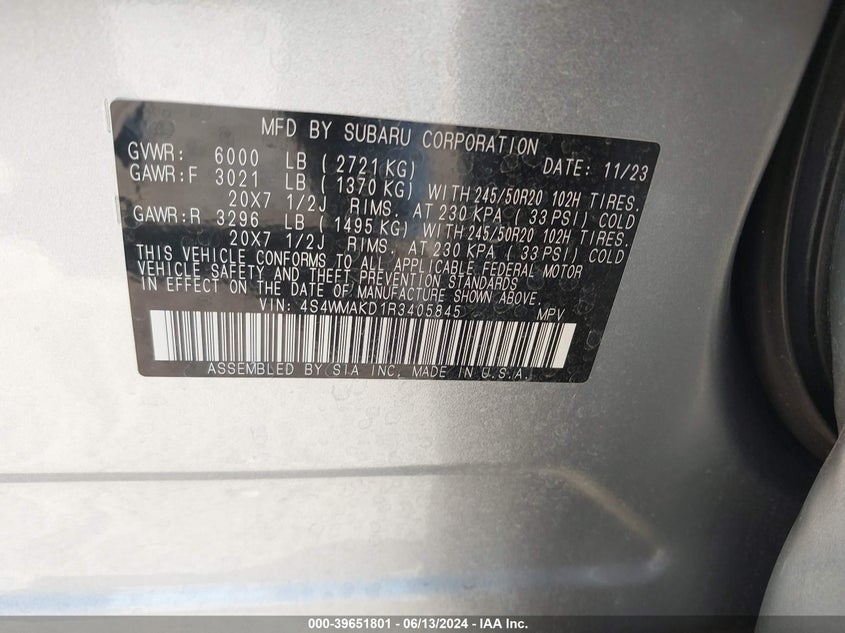 MFD BY SUBARU CORPORATION
GVWR: 6000 LB ( 2721 KG) DATE: 11/23
GAWR:F 3021 LB ( 1370 KG) WITH 245/50R20 102H TIRES.
20X7 1/2J RIMS. AT 230 KPA ( 33 PSI) COLD
GAWR:R 3296 LB ( 1495 KG) WITH 245/50R20 102H TIRES.
20X7 1/2J RIMS. AT 230 KPA ( 33 PSI) COLD
THIS VEHICLE CONFORMS TO ALL APPLICABLE FEDERAL MOTOR
VEHICLE SAFETY AND THEFT PREVENTION STANDARDS
IN EFFECT ON THE DATE OF MANUFACTURE SHOWN ABOVE.
VIN: 4S4WMAKD1R3405845 MPV
ASSEMBLED BY SIA INC. MADE IN U.S.A.
000-39651801 - 06/13/2024 - IAA Inc.